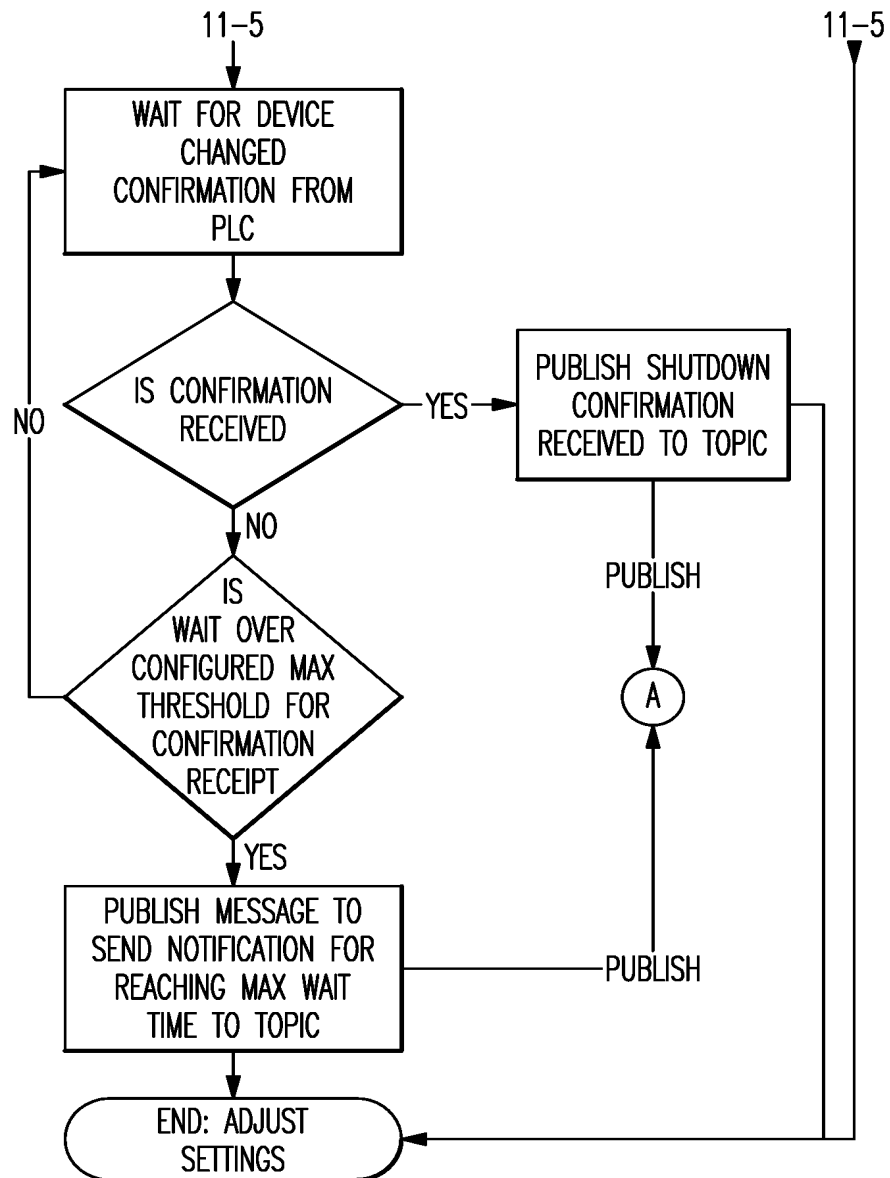 11-5
11-5
WAIT FOR DEVICE
CHANGED
CONFIRMATION FROM
PLC
IS CONFIRMATION
RECEIVED
YES
PUBLISH SHUTDOWN
CONFIRMATION
RECEIVED TO TOPIC
NO
NO
PUBLISH
IS
WAIT OVER
CONFIGURED MAX
THRESHOLD FOR
CONFIRMATION
RECEIPT
A
YES
PUBLISH MESSAGE TO
SEND NOTIFICATION FOR
REACHING MAX WAIT
TIME TO TOPIC
PUBLISH
END: ADJUST
SETTINGS